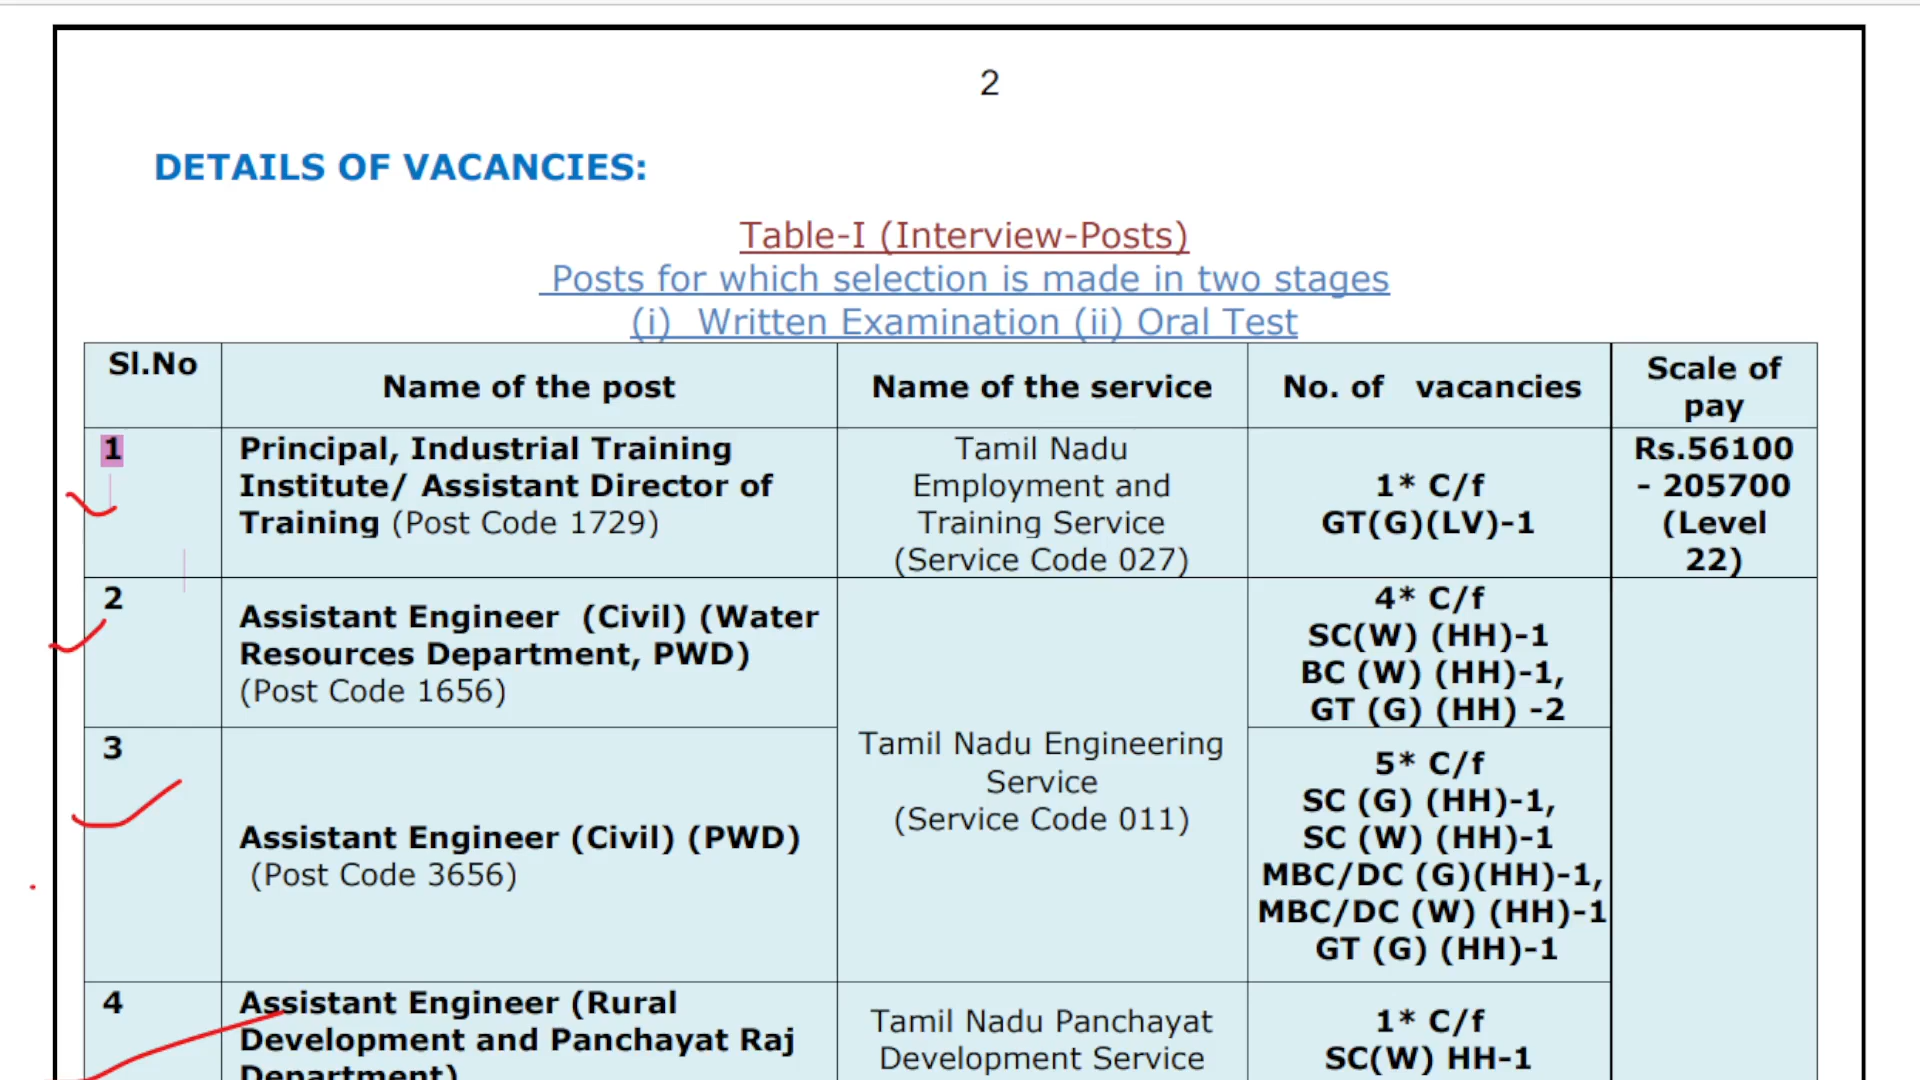 2
DETAILS OF VACANCIES:
Table-I (Interview-Posts)
Posts for which selection is made in two stages
(i)  Written Examination (ii) Oral Test
Sl.No
Name of the post
Name of the service
No. of   vacancies
Scale of
pay
1
Principal, Industrial Training
Institute/ Assistant Director of
Training (Post Code 1729)
Tamil Nadu
Employment and
Training Service
(Service Code 027)
1* C/f
GT(G)(LV)-1
Rs.56100
- 205700
(Level
22)
2
Assistant Engineer  (Civil) (Water
Resources Department, PWD)
(Post Code 1656)
Tamil Nadu Engineering
Service
(Service Code 011)
4* C/f
SC(W) (HH)-1
BC (W) (HH)-1,
GT (G) (HH) -2
3
Assistant Engineer (Civil) (PWD)
(Post Code 3656)
5* C/f
SC (G) (HH)-1,
SC (W) (HH)-1
MBC/DC (G)(HH)-1,
MBC/DC (W) (HH)-1
GT (G) (HH)-1
4
Assistant Engineer (Rural
Development and Panchayat Raj
Department)
Tamil Nadu Panchayat
Development Service
1* C/f
SC(W) HH-1